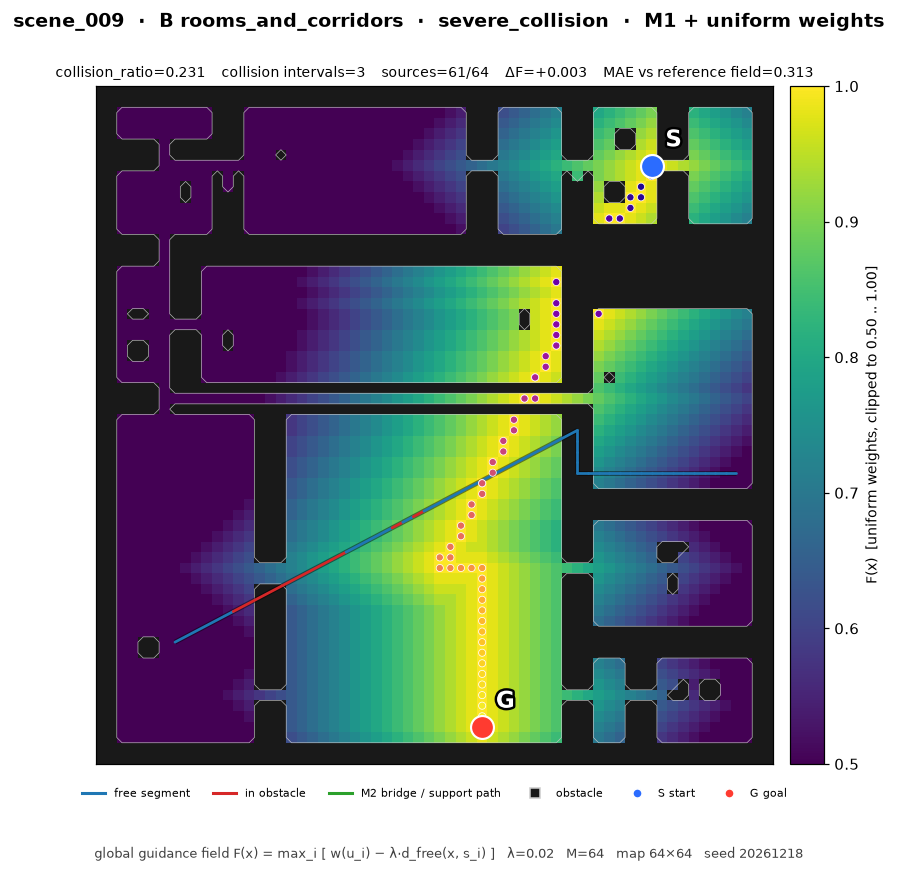 scene_009 · B rooms_and_corridors · severe_collision · M1 + uniform weights
collision_ratio=0.231 collision intervals=3 sources=61/64 ΔF=+0.003 MAE vs reference field=0.313
S
G
1.0
0.9
0.8
0.7
0.6
0.5
F(x) [uniform weights, clipped to 0.50 .. 1.00]
free segment
in obstacle
M2 bridge / support path
obstacle
S start
G goal
global guidance field F(x) = max_i [ w(u_i) − λ·d_free(x, s_i) ] λ=0.02 M=64 map 64×64 seed 20261218